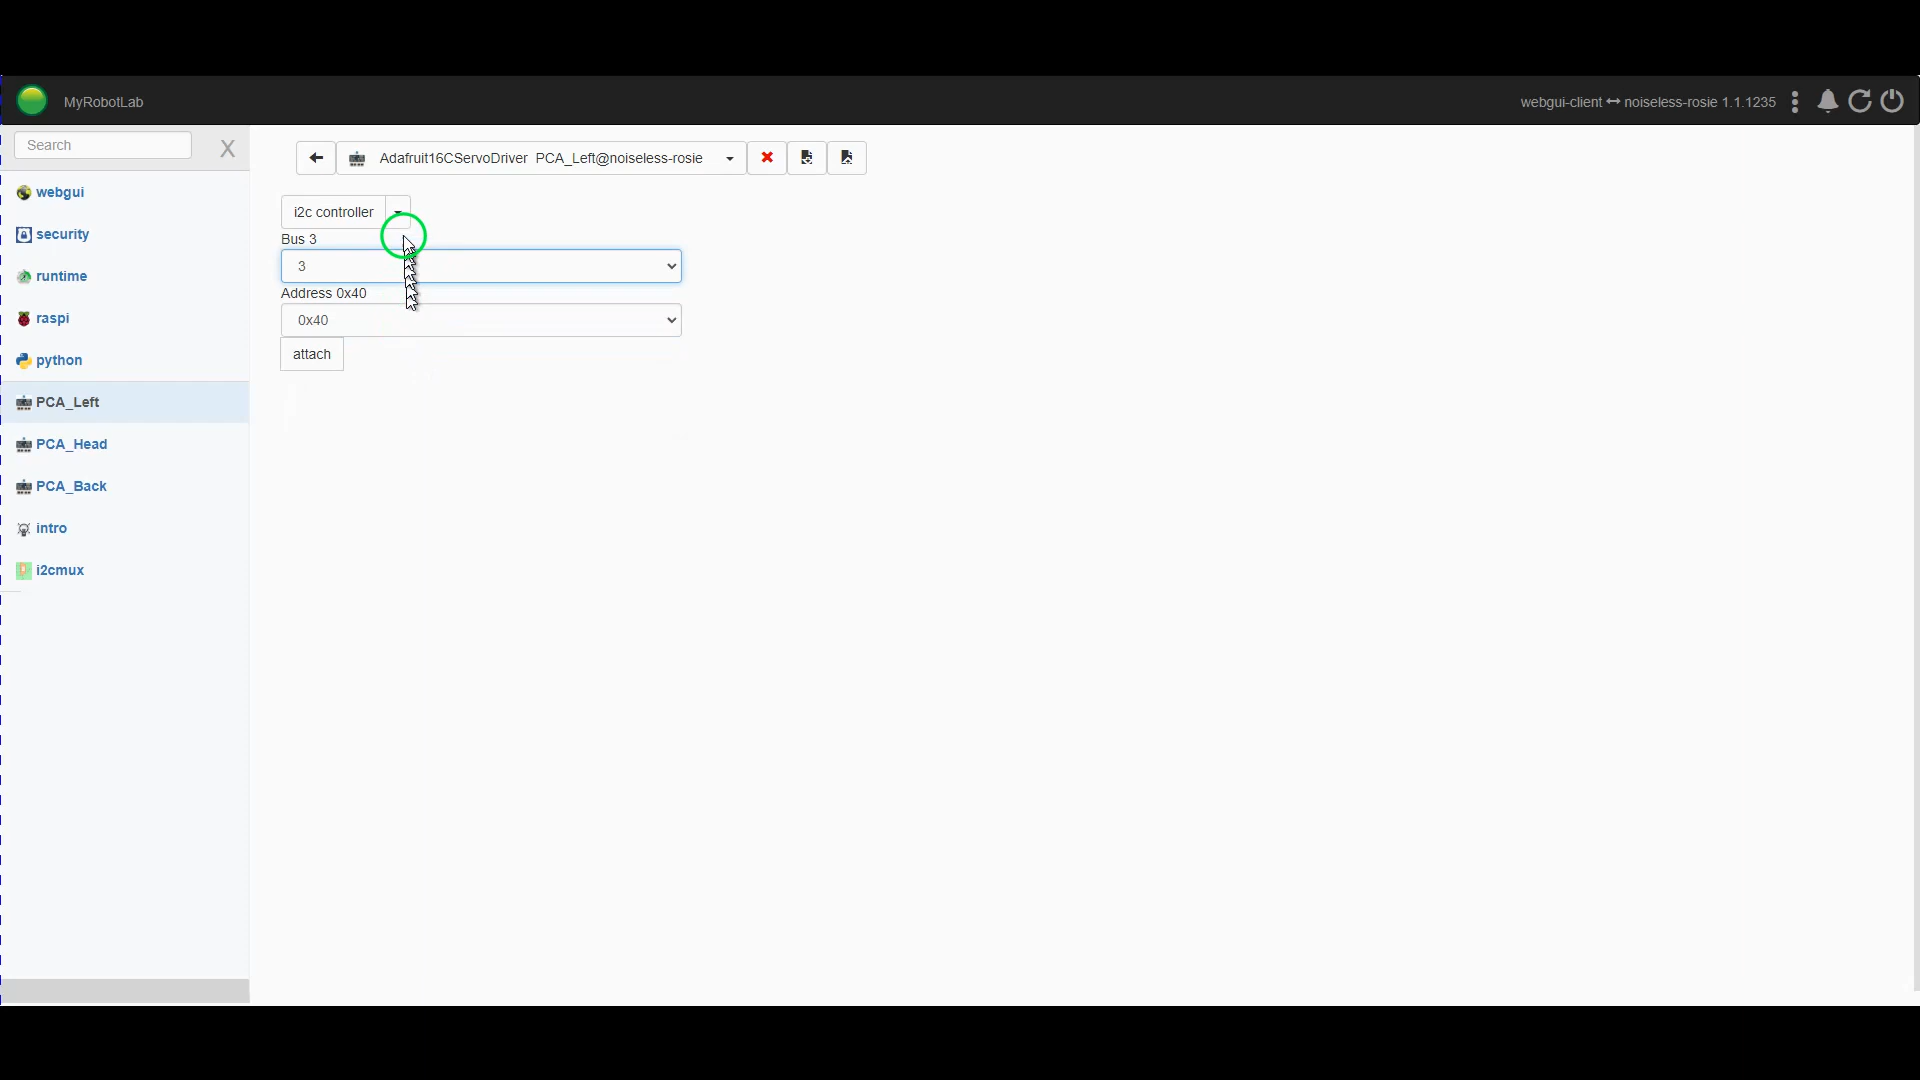 MyRobotLab
webgui-client ⟷ noiseless-rosie 1.1.1235
Search
X
Adafruit16CServoDriver PCA_Left@noiseless-rosie
webgui
security
runtime
raspi
python
PCA_Left
PCA_Head
PCA_Back
intro
i2cmux
i2c controller
Bus 3
3
Address 0x40
0x40
attach